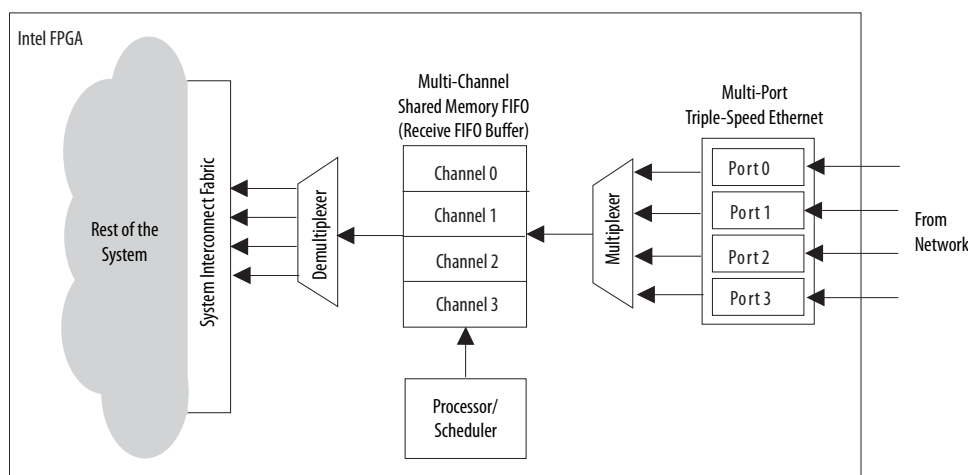 Intel FPGA
Rest of the
System
System Interconnect Fabric
Demultiplexer
Multi-Channel
Shared Memory FIFO
(Receive FIFO Buffer)
Channel 0
Channel 1
Channel 2
Channel 3
Processor/
Scheduler
Multiplexer
Multi-Port
Triple-Speed Ethernet
Port 0
Port 1
Port 2
Port 3
From
Network